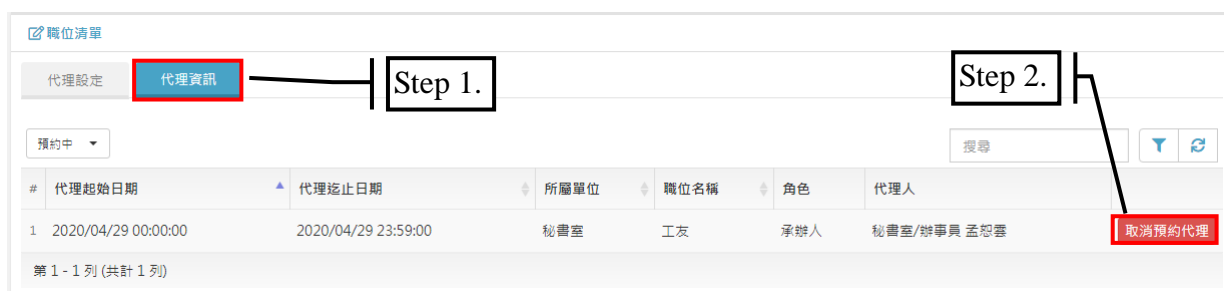 職位清單
代理設定 代理資訊 Step 1. Step 2.
預約中 搜尋
# 代理起始日期 代理迄止日期 所屬單位 職位名稱 角色 代理人
1 2020/04/29 00:00:00 2020/04/29 23:59:00 秘書室 工友 承辦人 秘書室/辦事員 孟恕雲 取消預約代理
第 1 - 1 列 (共計 1 列)